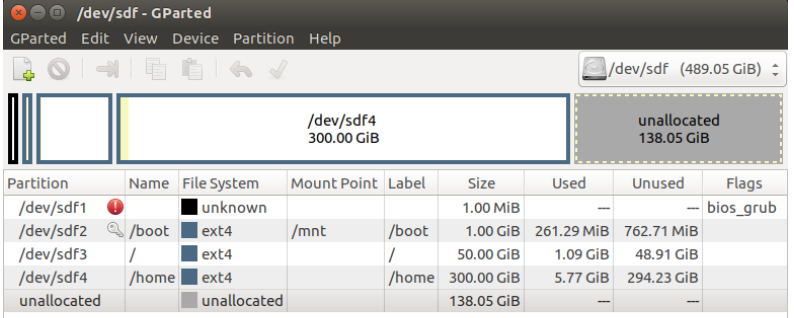 /dev/sdf - GParted
GParted Edit View Device Partition Help
/dev/sdf (489.05 GiB)
/dev/sdf4
300.00 GiB
unallocated
138.05 GiB
Partition Name File System Mount Point Label Size Used Unused Flags
/dev/sdf1 unknown 1.00 MiB --- --- bios_grub
/dev/sdf2 /boot ext4 /mnt /boot 1.00 GiB 261.29 MiB 762.71 MiB
/dev/sdf3 / ext4 / 50.00 GiB 1.09 GiB 48.91 GiB
/dev/sdf4 /home ext4 /home 300.00 GiB 5.77 GiB 294.23 GiB
unallocated unallocated 138.05 GiB --- ---